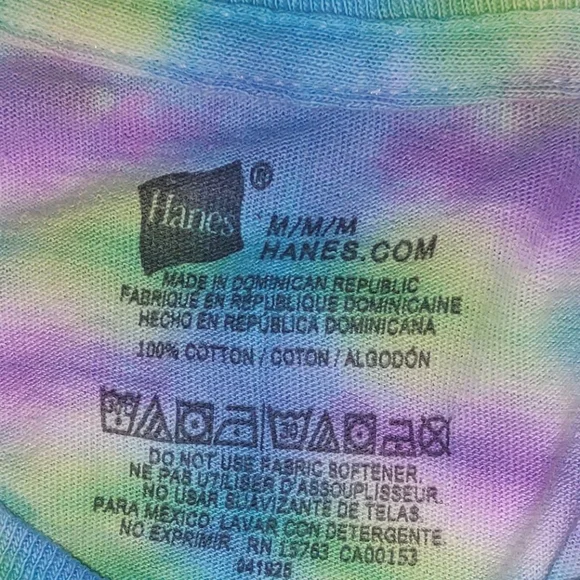 Hanes ®
M/M/M
HANES.COM
MADE IN DOMINICAN REPUBLIC
FABRIQUE EN RÉPUBLIQUE DOMINICAINE
HECHO EN REPÚBLICA DOMINICANA
100% COTTON / COTON / ALGODÓN
DO NOT USE FABRIC SOFTENER.
NE PAS UTILISER D'ASSOUPLISSEUR.
NO USAR SUAVIZANTE DE TELAS.
PARA MÉXICO: LAVAR CON DETERGENTE.
NO EXPRIMIR. RN 15763 CA00153